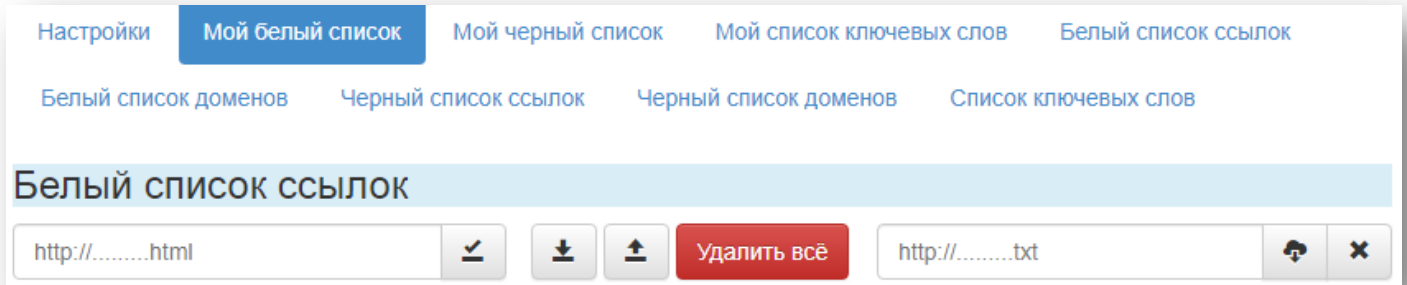 Настройки Мой белый список Мой черный список Мой список ключевых слов Белый список ссылок
Белый список доменов Черный список ссылок Черный список доменов Список ключевых слов
Белый список ссылок
http://.........html Удалить всё http://.........txt